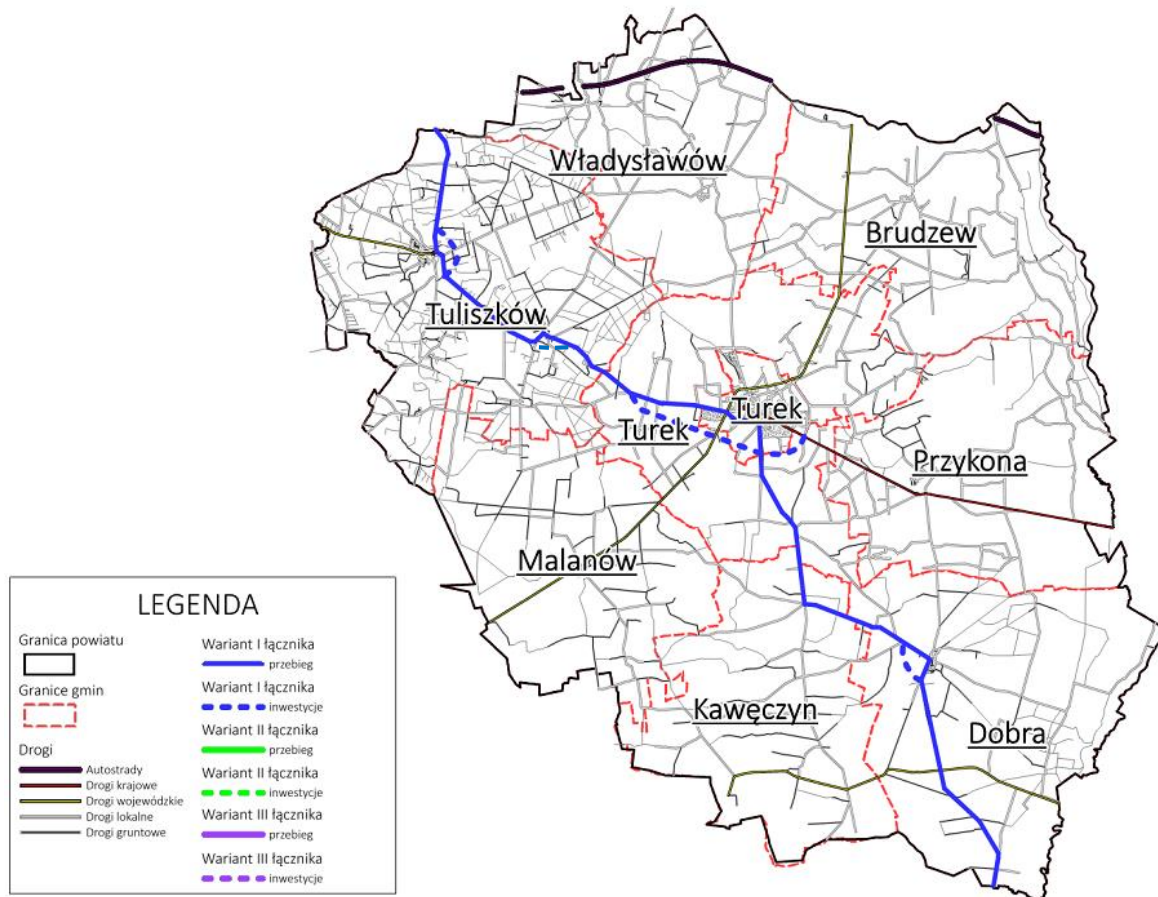 Władysławów
Brudzew
Tuliszków
Turek
Turek
Przykona
Malanów
Kawęczyn
Dobra
LEGENDA
Granica powiatu
Granice gmin
Drogi
Autostrady
Drogi krajowe
Drogi wojewódzkie
Drogi lokalne
Drogi gruntowe
Wariant I łącznika
przebieg
Wariant I łącznika
inwestycje
Wariant II łącznika
przebieg
Wariant II łącznika
inwestycje
Wariant III łącznika
przebieg
Wariant III łącznika
inwestycje